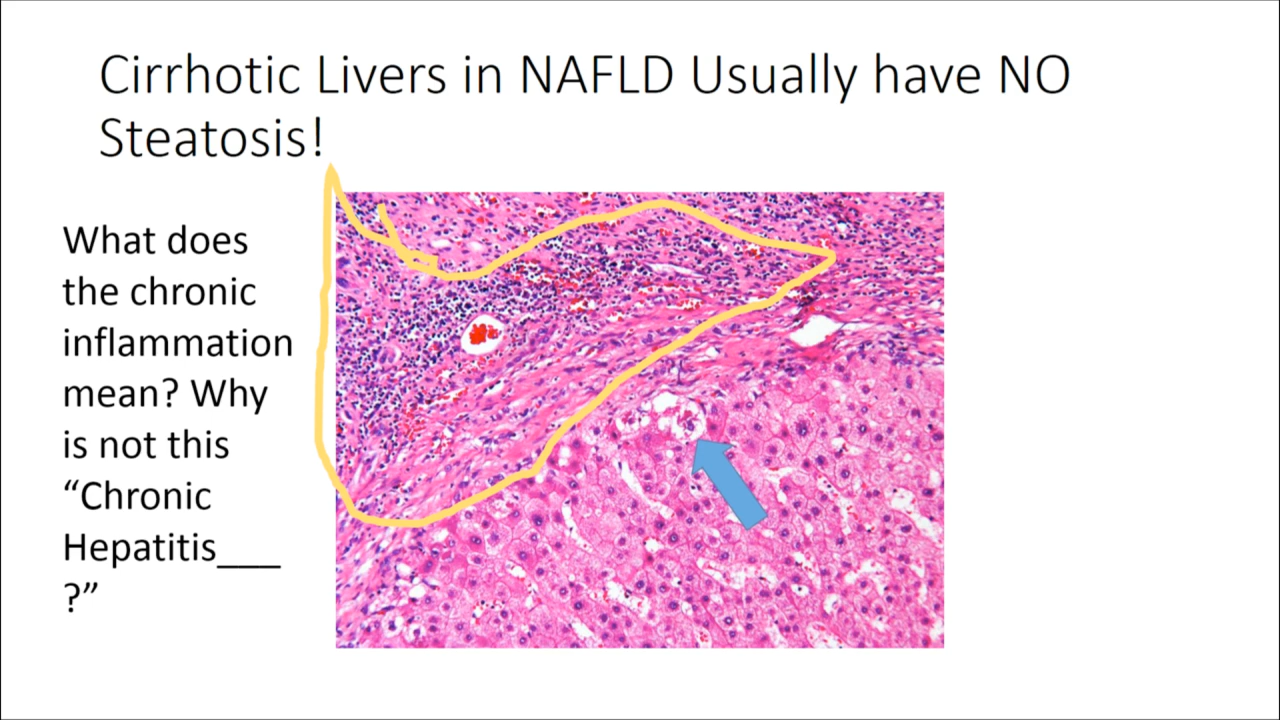 Cirrhotic Livers in NAFLD Usually have NO
Steatosis!
What does
the chronic
inflammation
mean? Why
is not this
“Chronic
Hepatitis___
?”